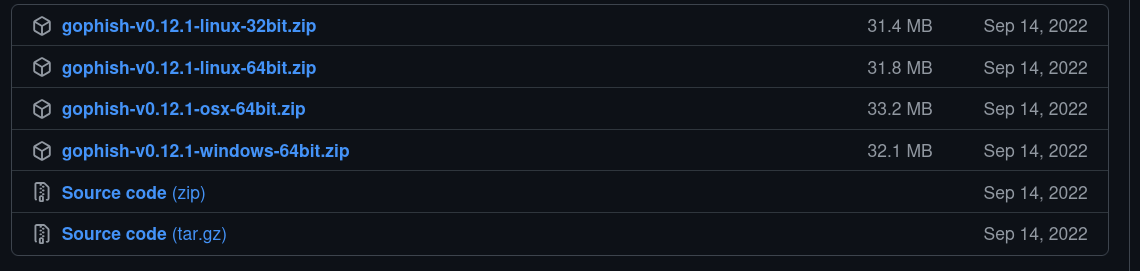 gophish-v0.12.1-linux-32bit.zip 31.4 MB Sep 14, 2022
gophish-v0.12.1-linux-64bit.zip 31.8 MB Sep 14, 2022
gophish-v0.12.1-osx-64bit.zip 33.2 MB Sep 14, 2022
gophish-v0.12.1-windows-64bit.zip 32.1 MB Sep 14, 2022
Source code (zip) Sep 14, 2022
Source code (tar.gz) Sep 14, 2022